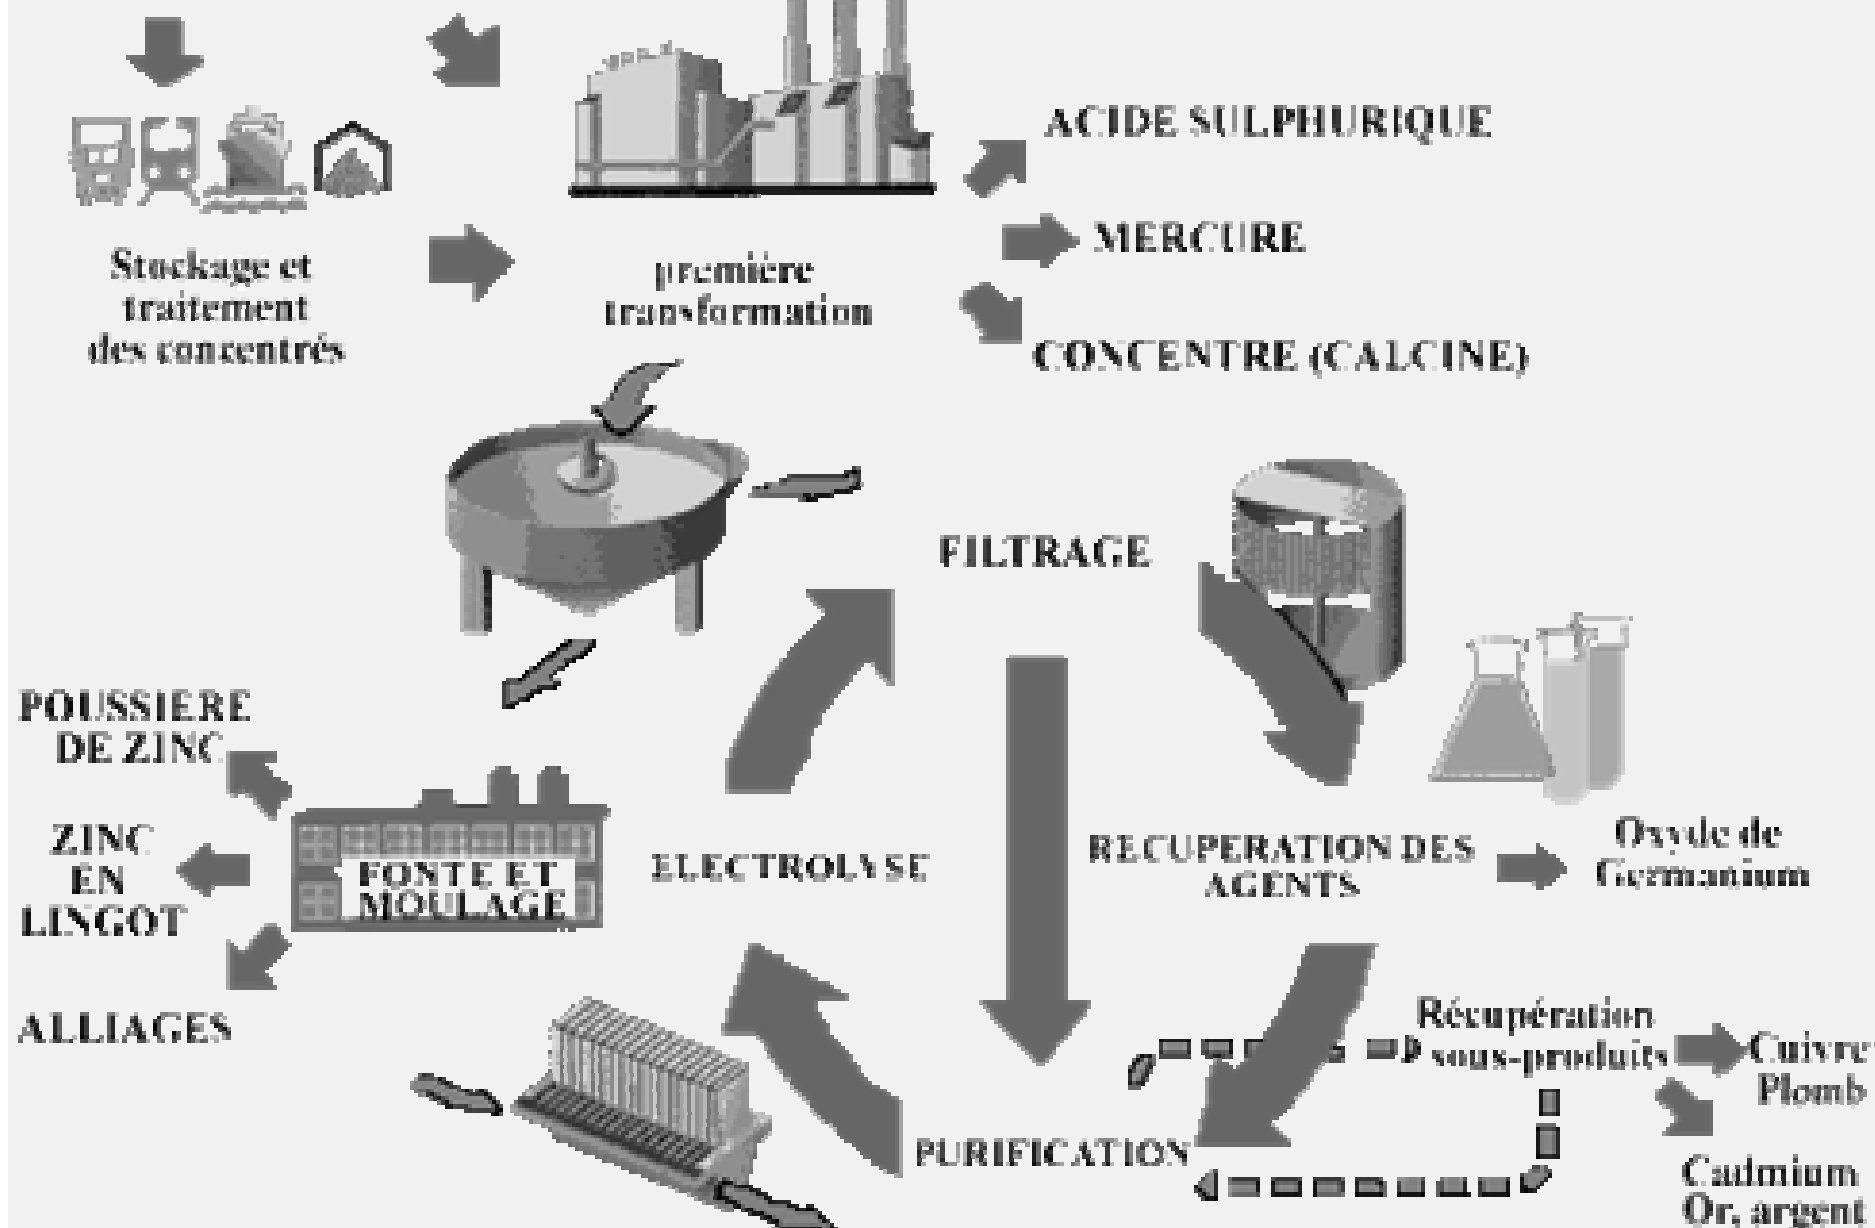 ACIDE SULPHURIQUE
MERCURE
Stockage et
traitement
des concentrés
première
transformation
CONCENTRE (CALCINE)
FILTRAGE
POUSSIERE
DE ZINC
ZINC
EN
LINGOT
FONTE ET
MOULAGE
ELECTROLYSE
RECUPERATION DES
AGENTS
Oxyde de
Germanium
ALLIAGES
Récupération
sous-produits
Cuivre
Plomb
PURIFICATION
Cadmium
Or, argent